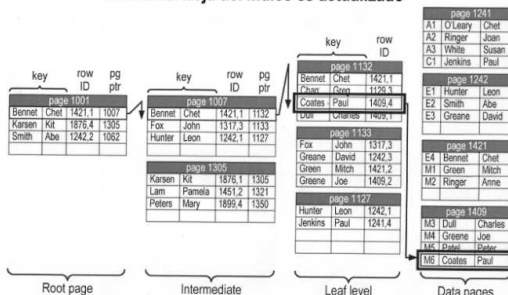 hoja del índice es actualizado
key
row ID
pg ptr
page 1001
Bennet Chet 1421,1 1007
Karsen Kit 1876,4 1305
Smith Abe 1242,2 1062
Root page
key
row ID
pg ptr
page 1007
Bennet Chet 1421,1 1132
Fox John 1317,3 1133
Hunter Leon 1242,1 1127
page 1305
Karsen Kit 1876,4 1305
Lam Pamela 1451,2 1321
Peters Mary 1899,4 1350
Intermediate
key
row ID
page 1132
Bennet Chet 1421,1
Chan Greg 1129,3
Coates Paul 1409,4
Dull Charles 1409,1
page 1133
Fox John 1317,3
Greane David 1242,3
Green Mitch 1421,2
Greene Joe 1409,2
page 1127
Hunter Leon 1242,1
Jenkins Paul 1241,4
Leaf level
page 1241
A1 O'Leary Chet
A2 Ringer Joan
A3 White Susan
C1 Jenkins Paul
page 1242
E1 Hunter Leon
E2 Smith Abe
E3 Greane David
page 1421
E4 Bennet Chet
M1 Green Mitch
M2 Ringer Anne
page 1409
M3 Dull Charles
M4 Greene Joe
M5 Patel Peter
M6 Coates Paul
Data pages